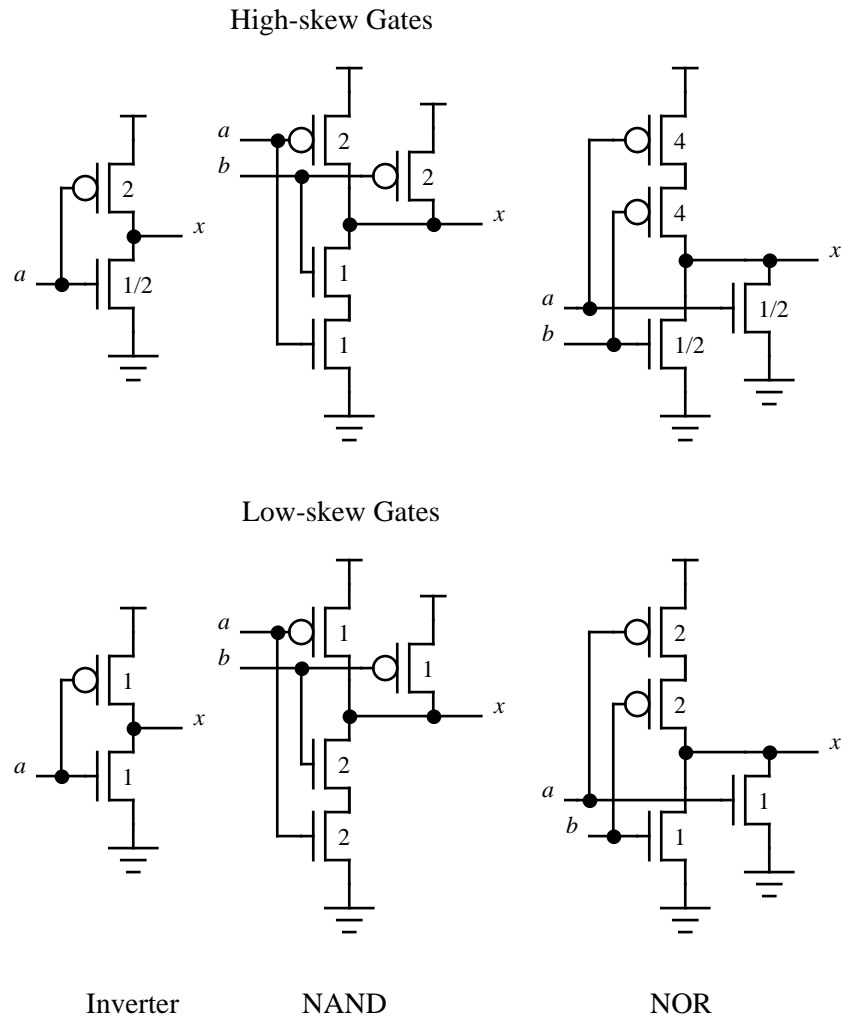 High-skew Gates
a
2
1/2
x
a
b
2
2
1
1
x
4
4
a
b
1/2
1/2
x
Low-skew Gates
a
1
1
x
a
b
1
1
2
2
x
2
2
a
b
1
1
x
Inverter NAND NOR